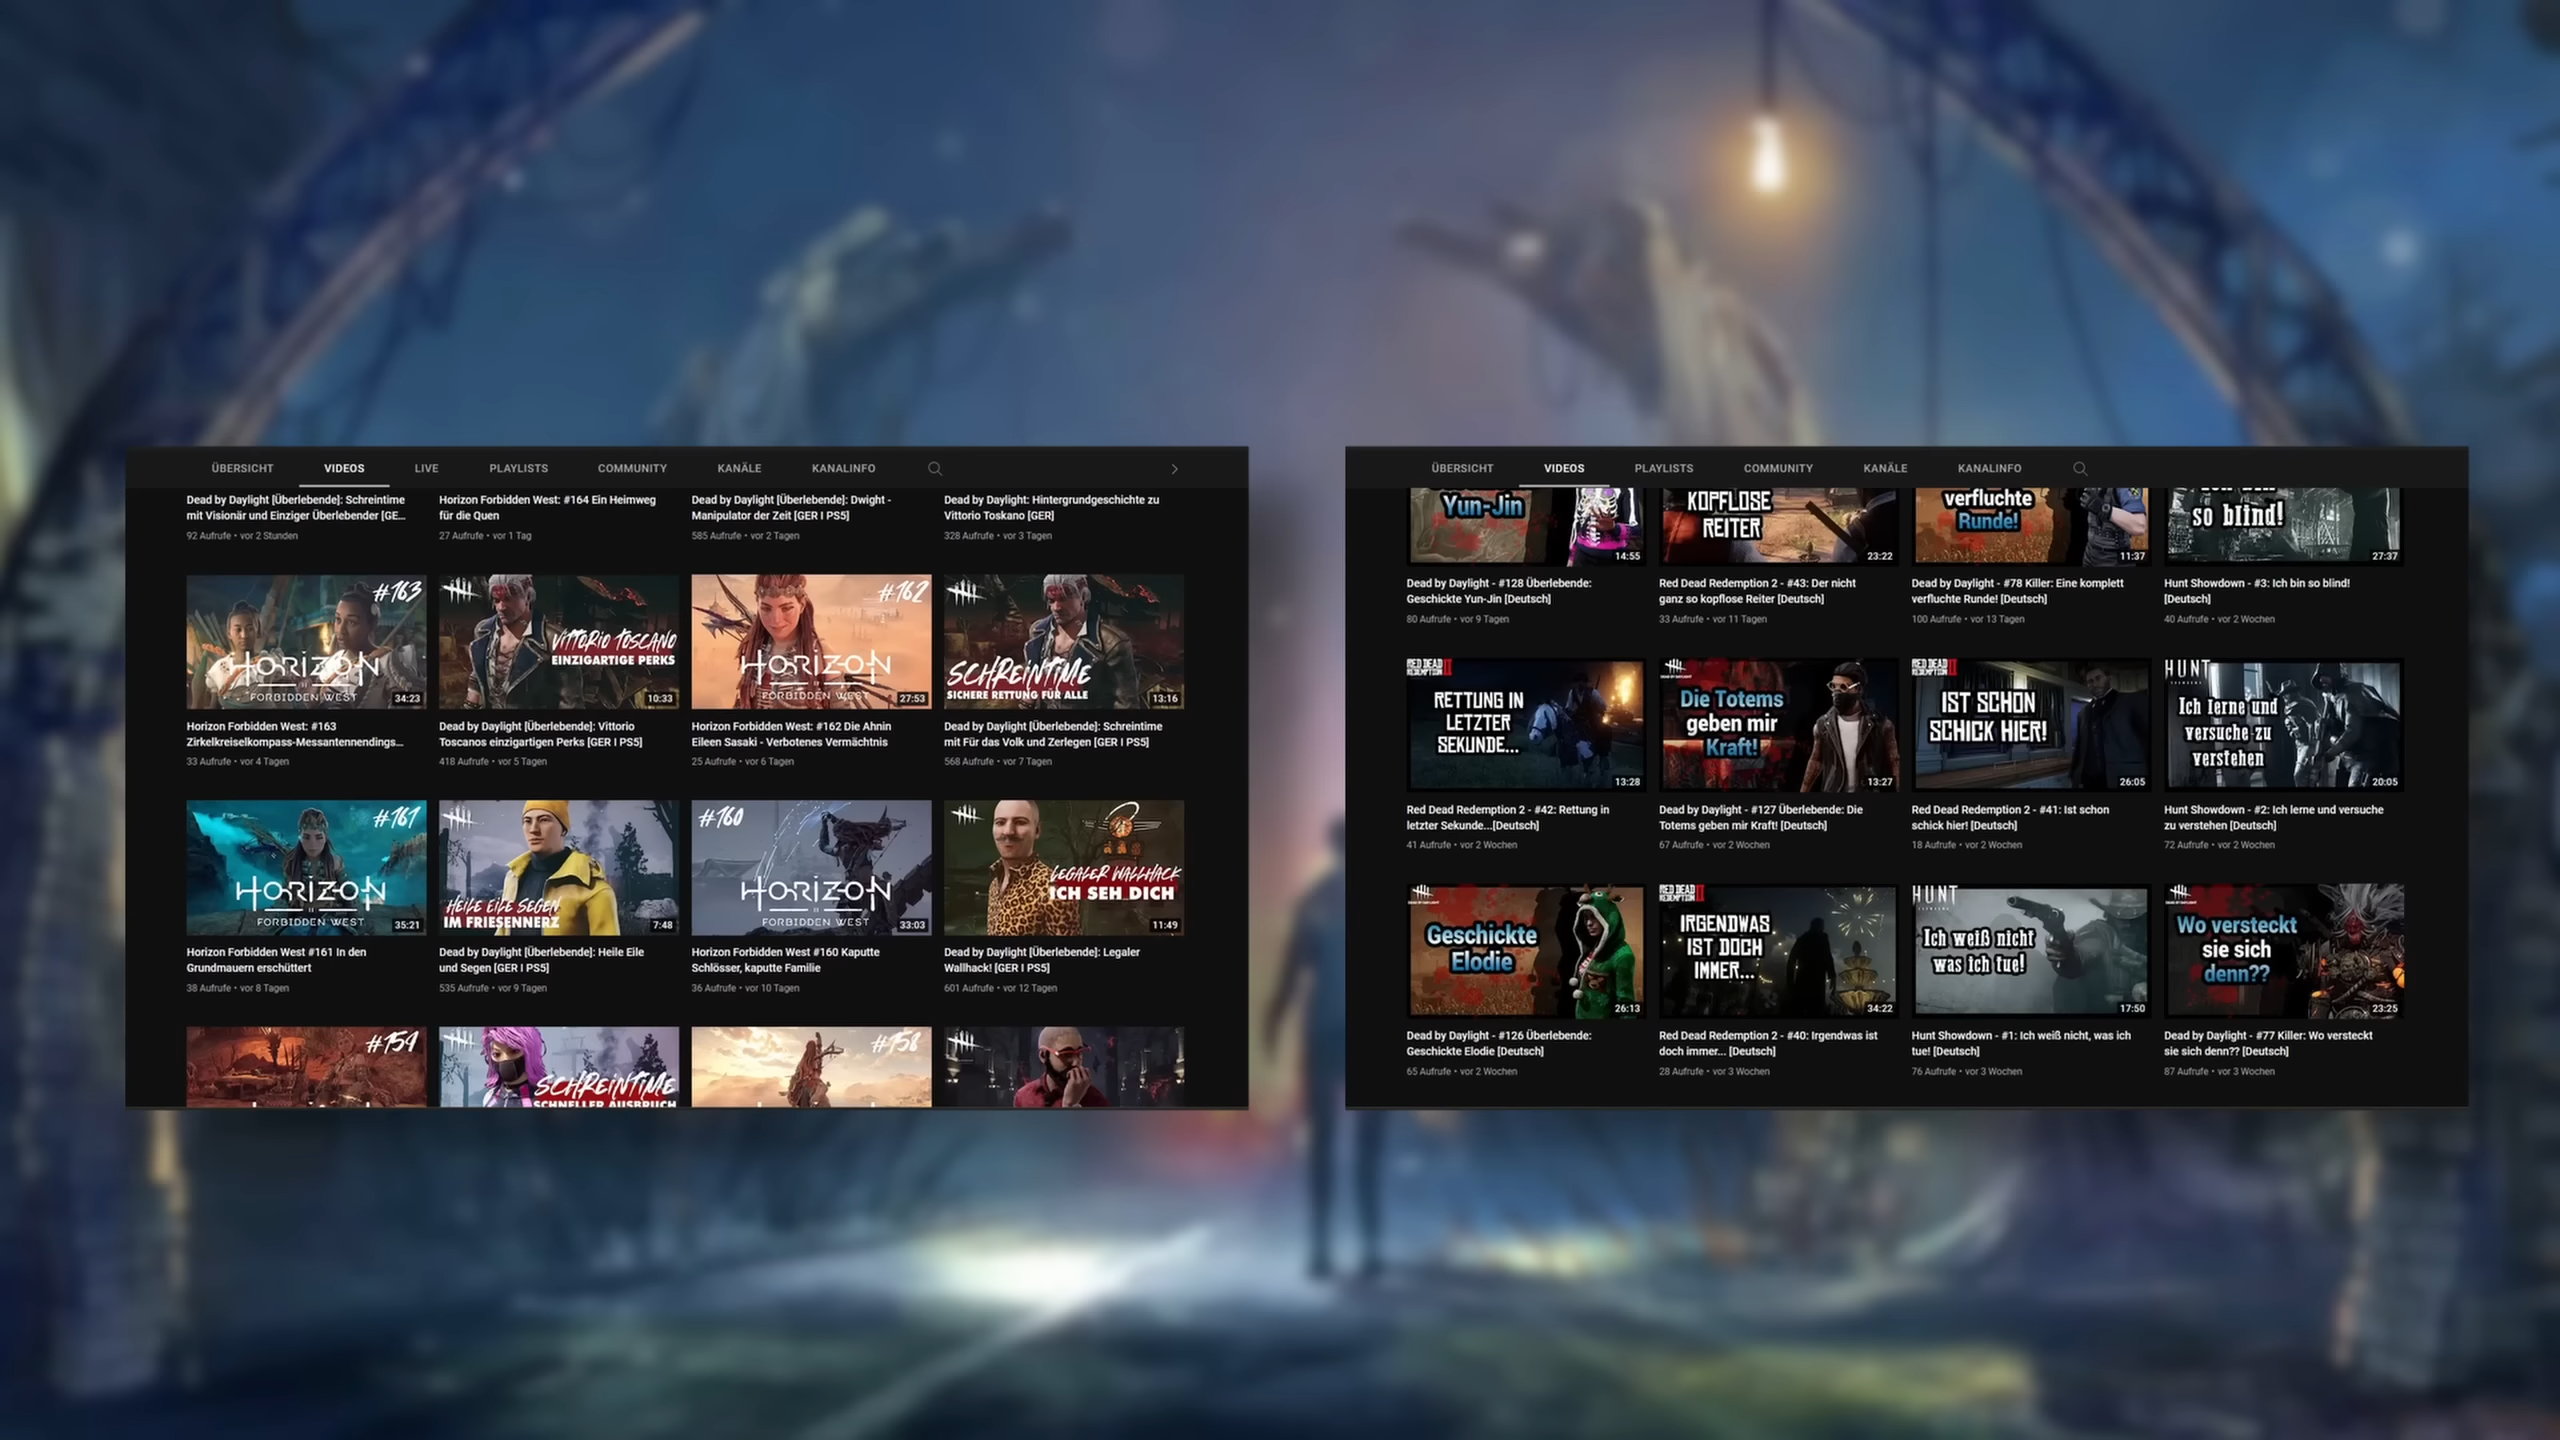 ÜBERSICHT VIDEOS LIVE PLAYLISTS COMMUNITY KANÄLE KANALINFO
Dead by Daylight [Überlebende]: Schreintime
mit Visionär und Einziger Überlebender [GE...
92 Aufrufe • vor 2 Stunden
Horizon Forbidden West: #164 Ein Heimweg
für die Quen
27 Aufrufe • vor 1 Tag
Dead by Daylight [Überlebende]: Dwight -
Manipulator der Zeit [GER I PS5]
585 Aufrufe • vor 2 Tagen
Dead by Daylight: Hintergrundgeschichte zu
Vittorio Toskano [GER]
328 Aufrufe • vor 3 Tagen
#163
HORIZON
FORBIDDEN WEST
34:23
Horizon Forbidden West: #163
Zirkelkreiselkompass-Messantennendings...
33 Aufrufe • vor 4 Tagen
VITTORIO TOSCANO
EINZIGARTIGE PERKS
10:33
Dead by Daylight [Überlebende]: Vittorio
Toscanos einzigartigen Perks [GER I PS5]
418 Aufrufe • vor 5 Tagen
#162
HORIZON
FORBIDDEN WEST
27:53
Horizon Forbidden West: #162 Die Ahnin
Eileen Sasaki - Verbotenes Vermächtnis
25 Aufrufe • vor 6 Tagen
SCHREINTIME
SICHERE RETTUNG FÜR ALLE
13:16
Dead by Daylight [Überlebende]: Schreintime
mit Für das Volk und Zerlegen [GER I PS5]
568 Aufrufe • vor 7 Tagen
#161
HORIZON
FORBIDDEN WEST
35:21
Horizon Forbidden West #161 In den
Grundmauern erschüttert
38 Aufrufe • vor 8 Tagen
HEILE EILE SEGEN
IM FRIESENNERZ
7:48
Dead by Daylight [Überlebende]: Heile Eile
und Segen [GER I PS5]
535 Aufrufe • vor 9 Tagen
#160
HORIZON
FORBIDDEN WEST
33:03
Horizon Forbidden West #160 Kaputte
Schlösser, kaputte Familie
36 Aufrufe • vor 10 Tagen
LEGALER WALLHACK
ICH SEH DICH
11:49
Dead by Daylight [Überlebende]: Legaler
Wallhack! [GER I PS5]
601 Aufrufe • vor 12 Tagen
#159
SCHREINTIME
SCHNELLER AUSBRUCH
#158
ÜBERSICHT VIDEOS PLAYLISTS COMMUNITY KANÄLE KANALINFO
Yun-Jin
14:55
Dead by Daylight - #128 Überlebende:
Geschickte Yun-Jin [Deutsch]
80 Aufrufe • vor 9 Tagen
KOPFLOSE
REITER
23:22
Red Dead Redemption 2 - #43: Der nicht
ganz so kopflose Reiter [Deutsch]
33 Aufrufe • vor 11 Tagen
verfluchte
Runde!
11:37
Dead by Daylight - #78 Killer: Eine komplett
verfluchte Runde! [Deutsch]
100 Aufrufe • vor 13 Tagen
so blind!
27:37
Hunt Showdown - #3: Ich bin so blind!
[Deutsch]
40 Aufrufe • vor 2 Wochen
RED DEAD
REDEMPTION II
RETTUNG IN
LETZTER
SEKUNDE...
13:28
Red Dead Redemption 2 - #42: Rettung in
letzter Sekunde...[Deutsch]
41 Aufrufe • vor 2 Wochen
DEAD BY DAYLIGHT
Die Totems
geben mir
Kraft!
13:27
Dead by Daylight - #127 Überlebende: Die
Totems geben mir Kraft! [Deutsch]
67 Aufrufe • vor 2 Wochen
RED DEAD
REDEMPTION II
IST SCHON
SCHICK HIER!
26:05
Red Dead Redemption 2 - #41: Ist schon
schick hier! [Deutsch]
18 Aufrufe • vor 2 Wochen
HUNT
Ich lerne und
versuche zu
verstehen
20:05
Hunt Showdown - #2: Ich lerne und versuche
zu verstehen [Deutsch]
72 Aufrufe • vor 2 Wochen
DEAD BY DAYLIGHT
Geschickte
Elodie
26:13
Dead by Daylight - #126 Überlebende:
Geschickte Elodie [Deutsch]
65 Aufrufe • vor 2 Wochen
RED DEAD
REDEMPTION II
IRGENDWAS
IST DOCH
IMMER...
34:22
Red Dead Redemption 2 - #40: Irgendwas ist
doch immer... [Deutsch]
28 Aufrufe • vor 3 Wochen
HUNT
Ich weiß nicht
was ich tue!
17:50
Hunt Showdown - #1: Ich weiß nicht, was ich
tue! [Deutsch]
76 Aufrufe • vor 3 Wochen
DEAD BY DAYLIGHT
Wo versteckt
sie sich
denn??
23:25
Dead by Daylight - #77 Killer: Wo versteckt
sie sich denn?? [Deutsch]
87 Aufrufe • vor 3 Wochen